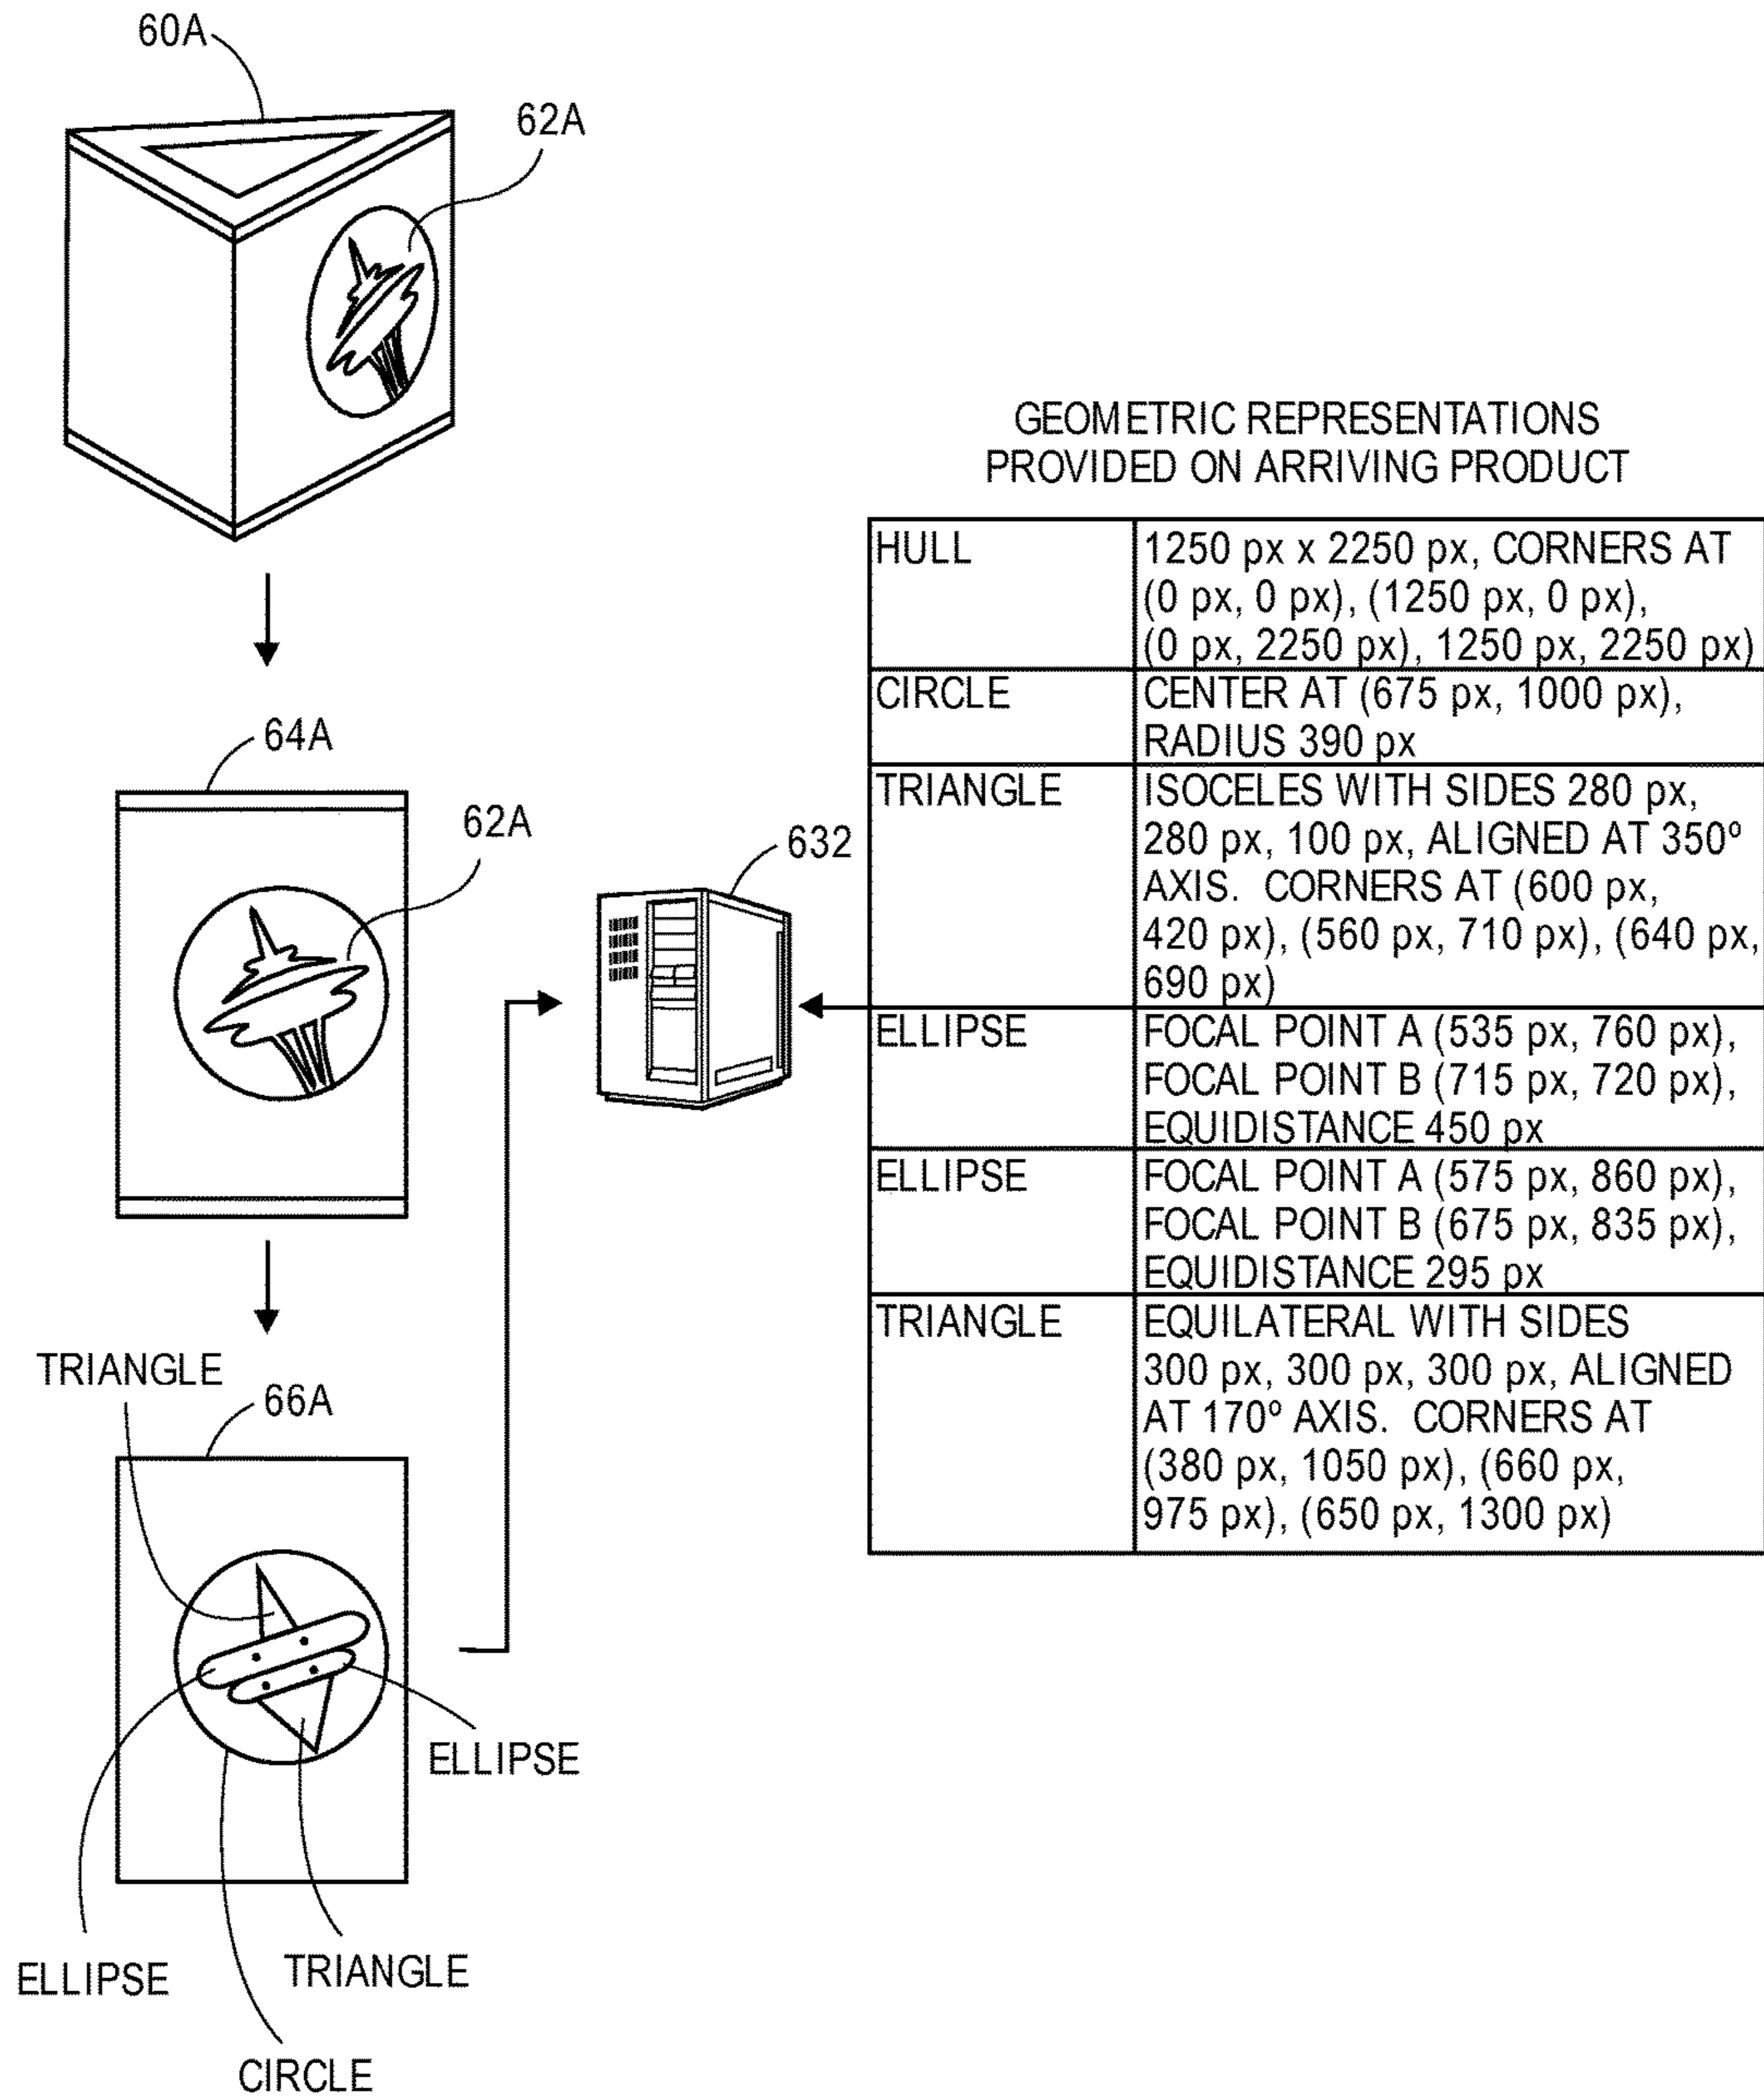 60A
62A
GEOMETRIC REPRESENTATIONS
PROVIDED ON ARRIVING PRODUCT
HULL
1250 px x 2250 px, CORNERS AT
(0 px, 0 px), (1250 px, 0 px),
(0 px, 2250 px), 1250 px, 2250 px)
CIRCLE
CENTER AT (675 px, 1000 px),
RADIUS 390 px
TRIANGLE
ISOCELES WITH SIDES 280 px,
280 px, 100 px, ALIGNED AT 350º
AXIS. CORNERS AT (600 px,
420 px), (560 px, 710 px), (640 px,
690 px)
ELLIPSE
FOCAL POINT A (535 px, 760 px),
FOCAL POINT B (715 px, 720 px),
EQUIDISTANCE 450 px
ELLIPSE
FOCAL POINT A (575 px, 860 px),
FOCAL POINT B (675 px, 835 px),
EQUIDISTANCE 295 px
TRIANGLE
EQUILATERAL WITH SIDES
300 px, 300 px, 300 px, ALIGNED
AT 170º AXIS. CORNERS AT
(380 px, 1050 px), (660 px,
975 px), (650 px, 1300 px)
64A
62A
632
TRIANGLE
66A
ELLIPSE
ELLIPSE
TRIANGLE
CIRCLE